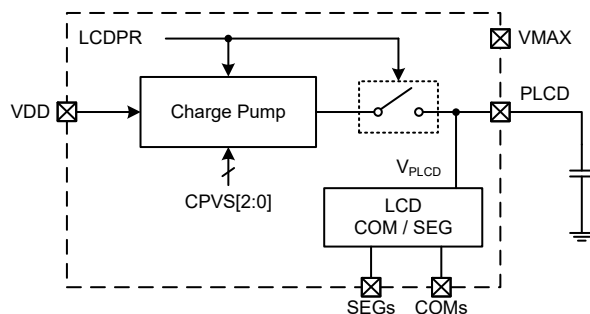 LCDPR
VMAX
VDD
Charge Pump
PLCD
VPLCD
CPVS[2:0]
LCD
COM / SEG
SEGs
COMs